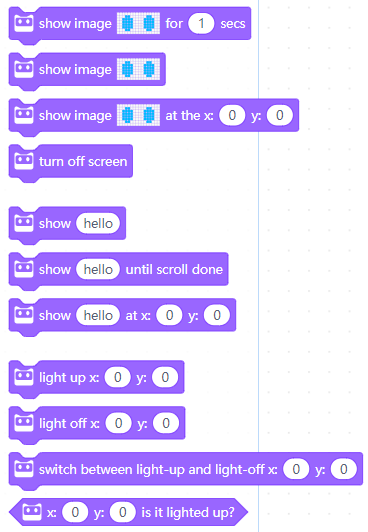 show image for 1 secs
show image
show image at the x: 0 y: 0
turn off screen
show hello
show hello until scroll done
show hello at x: 0 y: 0
light up x: 0 y: 0
light off x: 0 y: 0
switch between light-up and light-off x: 0 y: 0
x: 0 y: 0 is it lighted up?